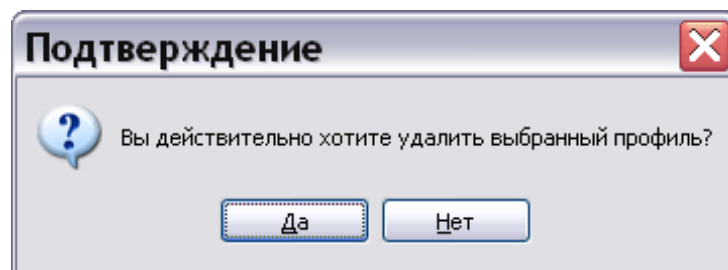 Подтверждение
Вы действительно хотите удалить выбранный профиль?
Да Нет